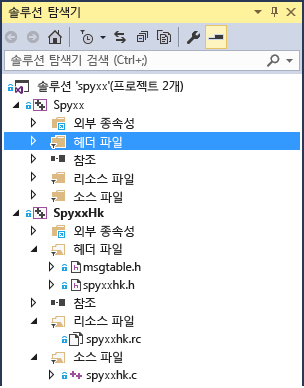 솔루션 탐색기
솔루션 탐색기 검색 (Ctrl+;)
솔루션 'spyxx'(프로젝트 2개)
Spyxx
외부 종속성
헤더 파일
참조
리소스 파일
소스 파일
SpyxxHk
외부 종속성
헤더 파일
msgtable.h
spyxxhk.h
참조
리소스 파일
spyxxhk.rc
소스 파일
spyxxhk.c